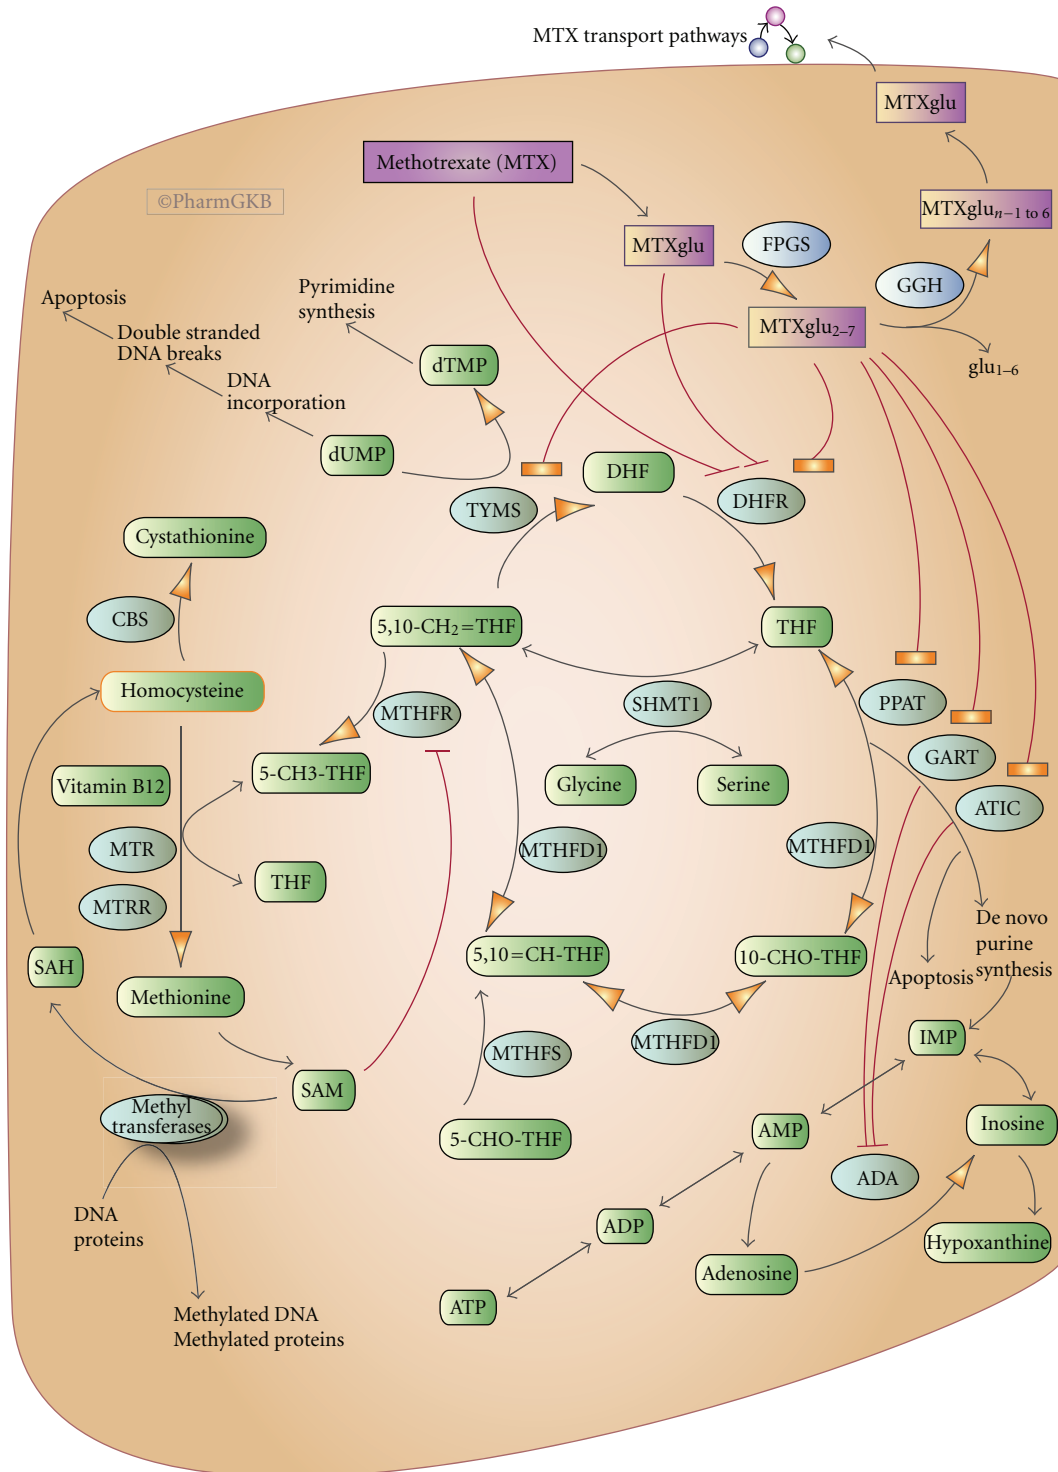 MTX transport pathways
MTXglu
Methotrexate (MTX)
©PharmGKB
MTXglu
FPGS
MTXgluₙ₋₁ to 6
GGH
MTXglu₂₋₇
glu₁₋₆
Apoptosis
Double stranded
DNA breaks
DNA
incorporation
Pyrimidine
synthesis
dTMP
dUMP
TYMS
DHF
DHFR
Cystathionine
CBS
Homocysteine
5,10-CH₂=THF
THF
MTHFR
SHMT1
PPAT
GART
ATIC
Vitamin B12
5-CH3-THF
Glycine
Serine
MTR
MTRR
THF
MTHFD1
MTHFD1
SAH
Methionine
5,10=CH-THF
10-CHO-THF
De novo
purine
synthesis
Apoptosis
MTHFS
MTHFD1
IMP
SAM
Methyl
transferases
5-CHO-THF
AMP
Inosine
ADA
DNA
proteins
ADP
Adenosine
Hypoxanthine
ATP
Methylated DNA
Methylated proteins